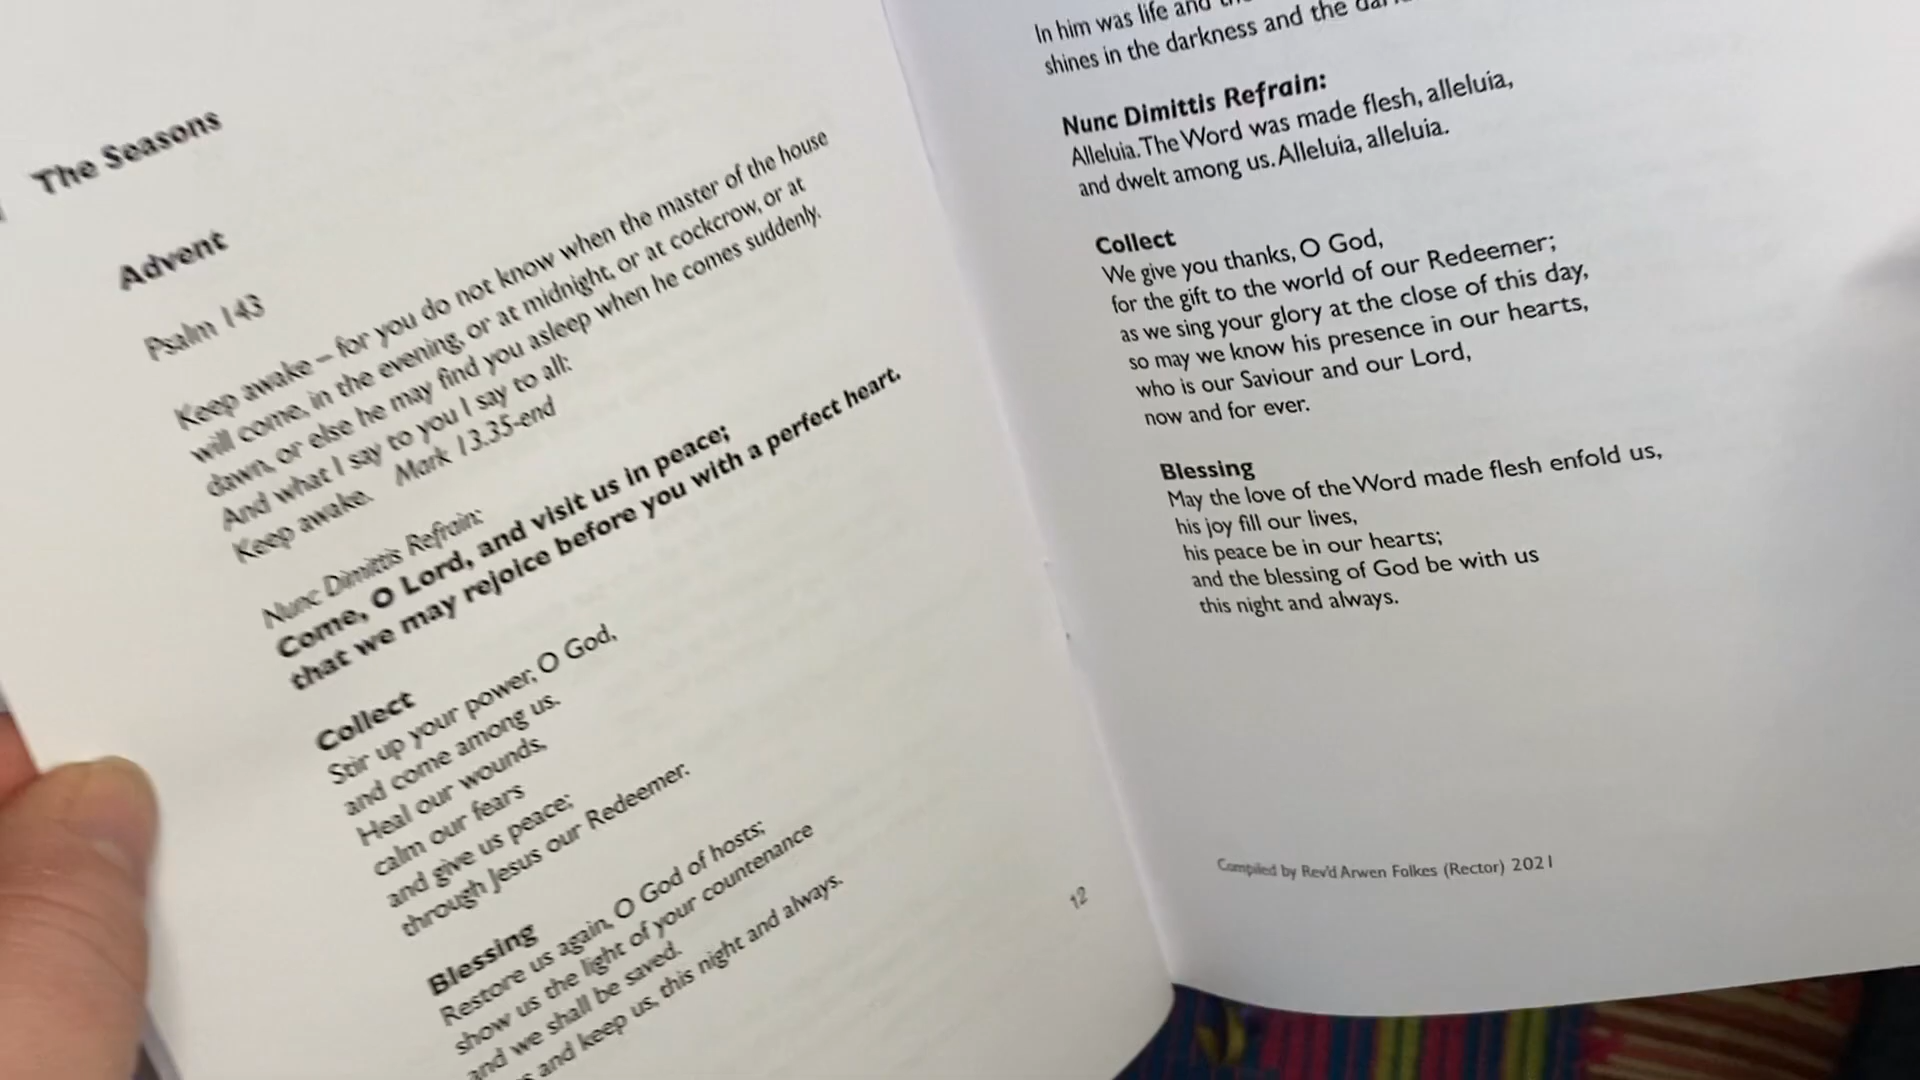 The Seasons
Advent
Psalm 143
Keep awake – for you do not know when the master of the house
will come, in the evening, or at midnight, or at cockcrow, or at
dawn, or else he may find you asleep when he comes suddenly.
And what I say to you I say to all:
Keep awake. Mark 13.35-end
Nunc Dimittis Refrain:
Come, O Lord, and visit us in peace;
that we may rejoice before you with a perfect heart.
Collect
Stir up your power, O God,
and come among us.
Heal our wounds,
calm our fears
and give us peace;
through Jesus our Redeemer.
Blessing
Restore us again, O God of hosts;
show us the light of your countenance
and we shall be saved.
and keep us, this night and always.
12
In him was life and
shines in the darkness and the
Nunc Dimittis Refrain:
Alleluia. The Word was made flesh, alleluia,
and dwelt among us. Alleluia, alleluia.
Collect
We give you thanks, O God,
for the gift to the world of our Redeemer;
as we sing your glory at the close of this day,
so may we know his presence in our hearts,
who is our Saviour and our Lord,
now and for ever.
Blessing
May the love of the Word made flesh enfold us,
his joy fill our lives,
his peace be in our hearts;
and the blessing of God be with us
this night and always.
Compiled by Rev'd Arwen Folkes (Rector) 2021